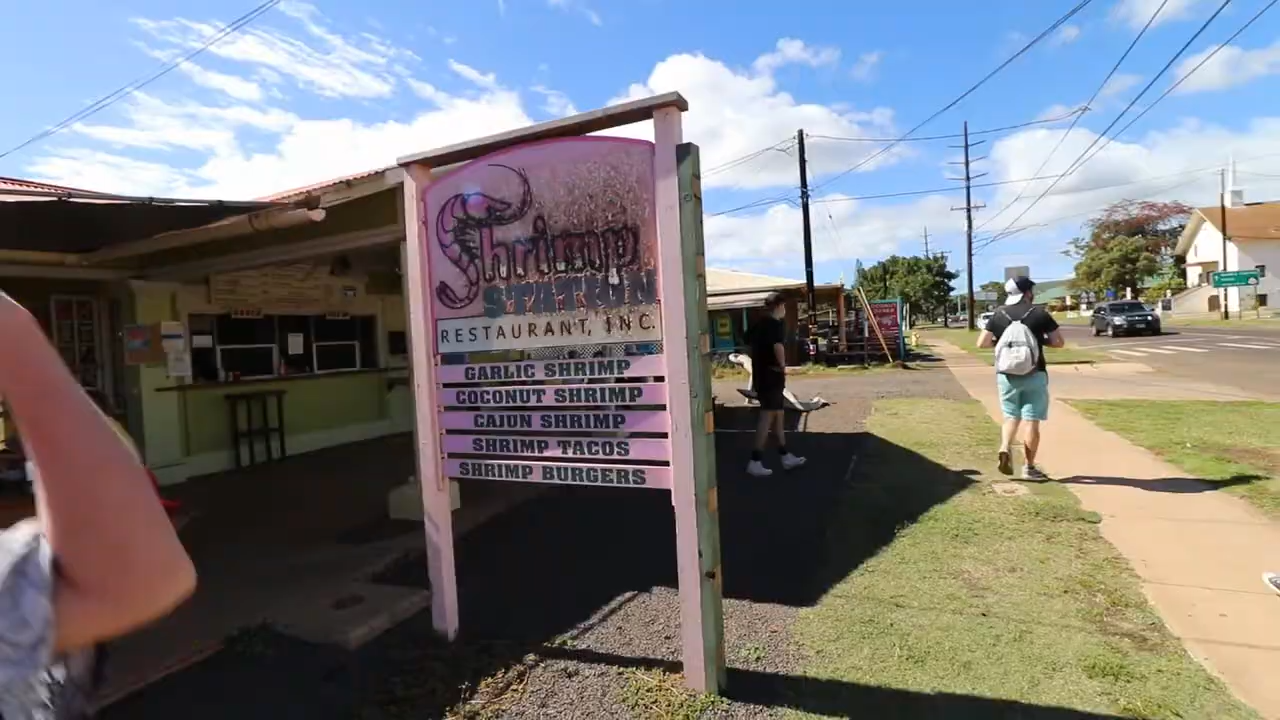 Shrimp
STATION
RESTAURANT, INC.
GARLIC SHRIMP
COCONUT SHRIMP
CAJUN SHRIMP
SHRIMP TACOS
SHRIMP BURGERS